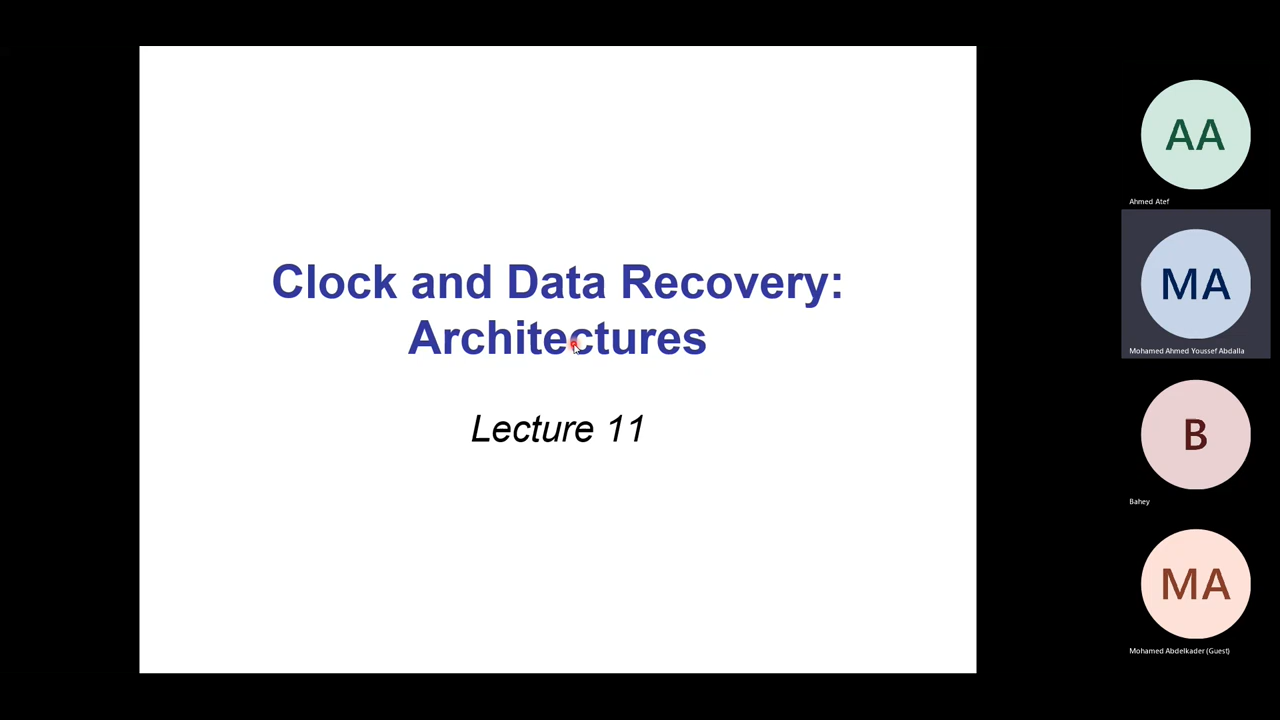 Clock and Data Recovery:
Architectures
Lecture 11
AA
Ahmed Atef
MA
Mohamed Ahmed Youssef Abdalla
B
Bahey
MA
Mohamed Abdelkader (Guest)